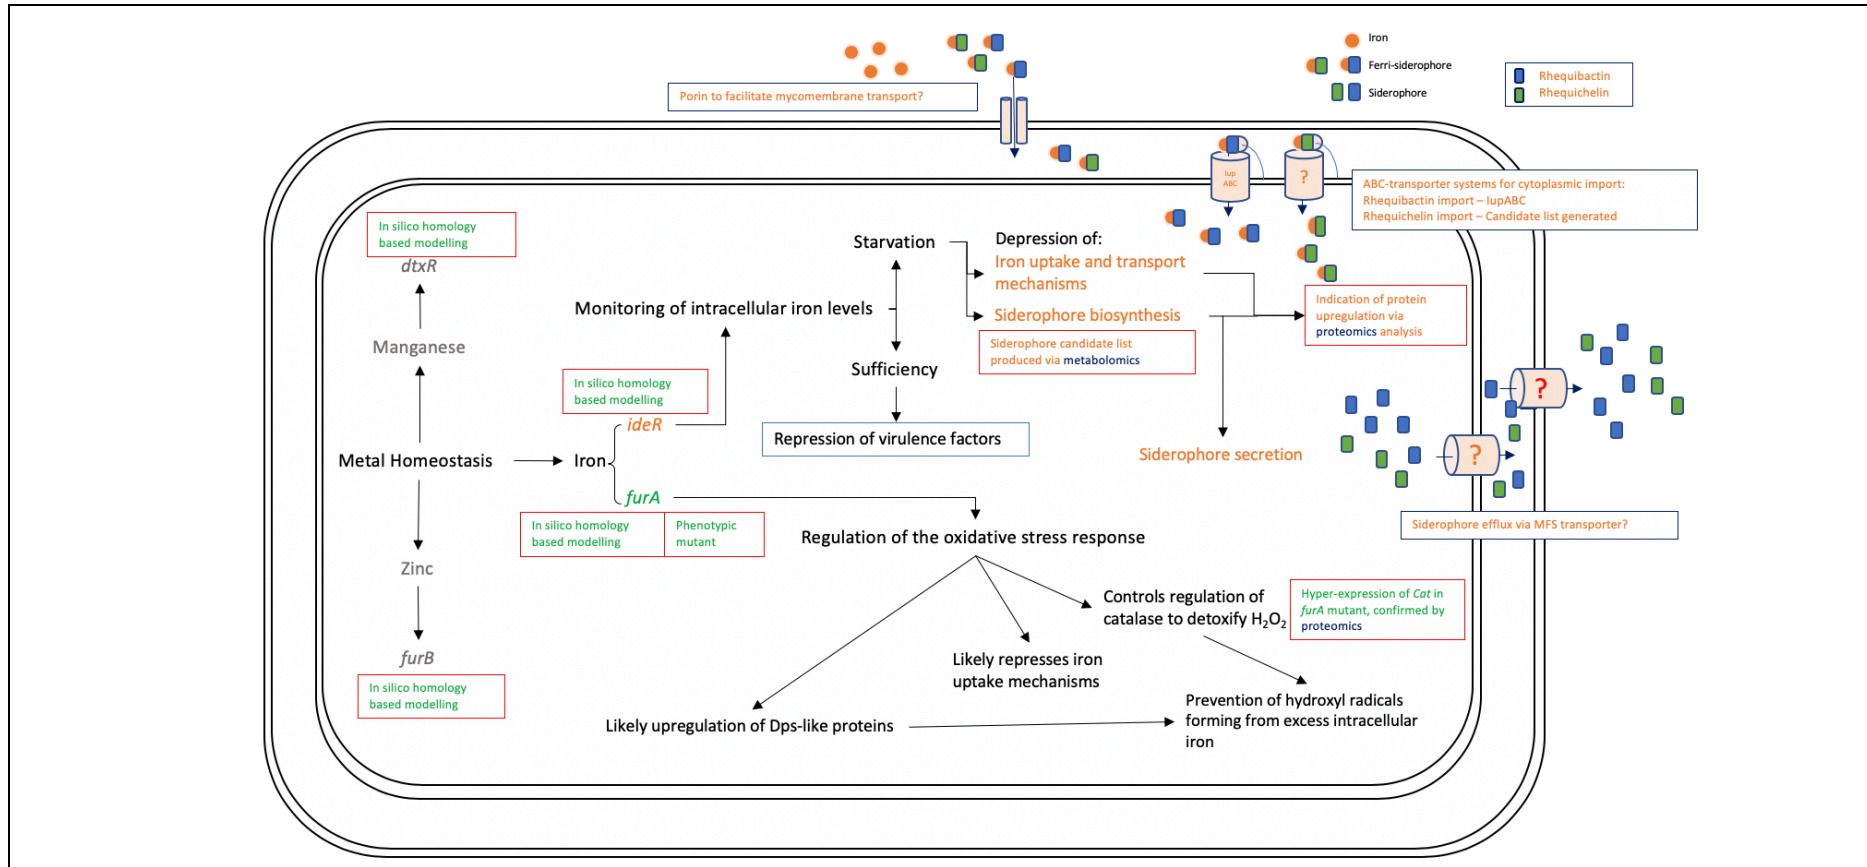 Iron
Ferri-siderophore
Siderophore
Rhequibactin
Rhequichelin
Porin to facilitate mycomembrane transport?
Iup
ABC
?
ABC-transporter systems for cytoplasmic import:
Rhequibactin import – IupABC
Rhequichelin import – Candidate list generated
In silico homology
based modelling
dtxR
Manganese
Metal Homeostasis
Zinc
furB
In silico homology
based modelling
Iron
In silico homology
based modelling
ideR
furA
In silico homology
based modelling
Phenotypic
mutant
Monitoring of intracellular iron levels
Starvation
Sufficiency
Repression of virulence factors
Depression of:
Iron uptake and transport
mechanisms
Siderophore biosynthesis
Siderophore candidate list
produced via metabolomics
Indication of protein
upregulation via
proteomics analysis
Siderophore secretion
?
?
Siderophore efflux via MFS transporter?
Regulation of the oxidative stress response
Controls regulation of
catalase to detoxify H₂O₂
Hyper-expression of Cat in
furA mutant, confirmed by
proteomics
Likely represses iron
uptake mechanisms
Likely upregulation of Dps-like proteins
Prevention of hydroxyl radicals
forming from excess intracellular
iron